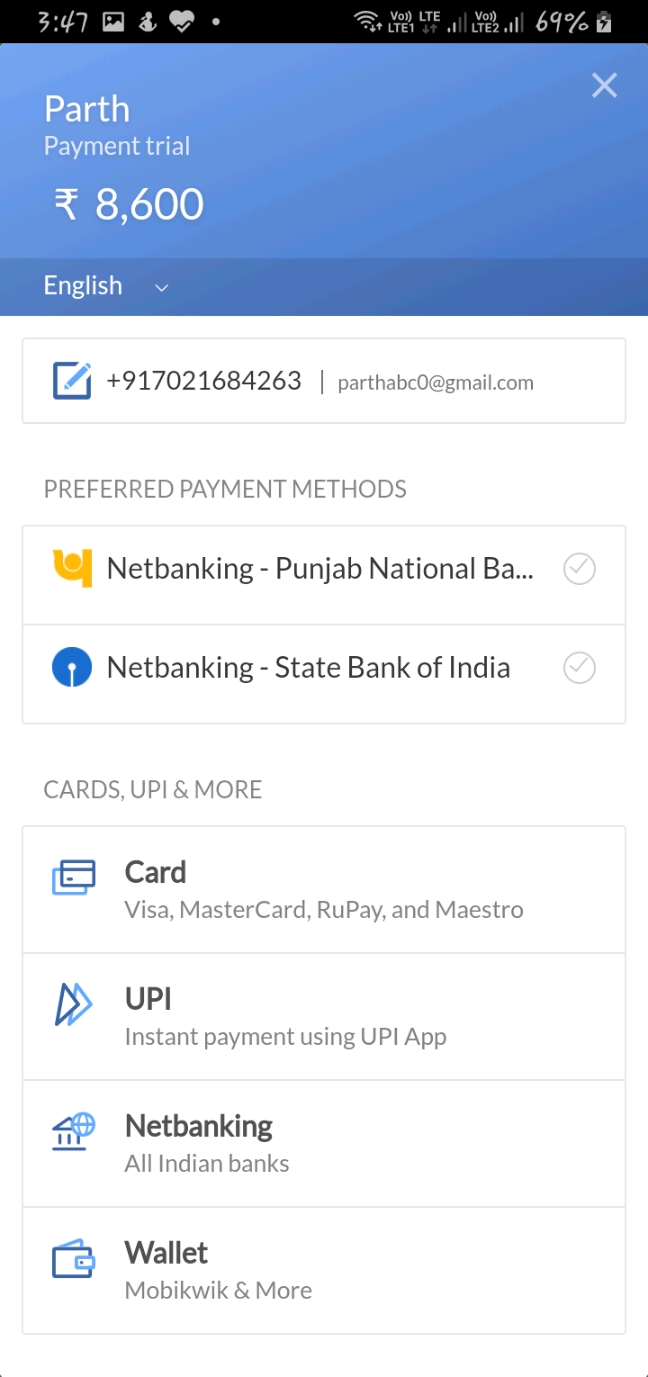 3:47 Vo) LTE LTE1 Vo) LTE2 69%
Parth
Payment trial
₹ 8,600
English
+917021684263 | parthabc0@gmail.com
PREFERRED PAYMENT METHODS
Netbanking - Punjab National Ba...
Netbanking - State Bank of India
CARDS, UPI & MORE
Card
Visa, MasterCard, RuPay, and Maestro
UPI
Instant payment using UPI App
Netbanking
All Indian banks
Wallet
Mobikwik & More